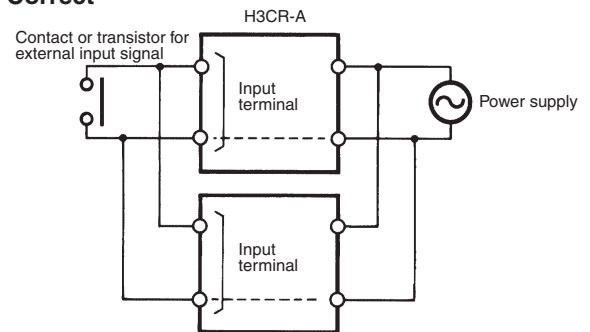 Correct
H3CR-A
Contact or transistor for
external input signal
Input
terminal
Power supply
Input
terminal